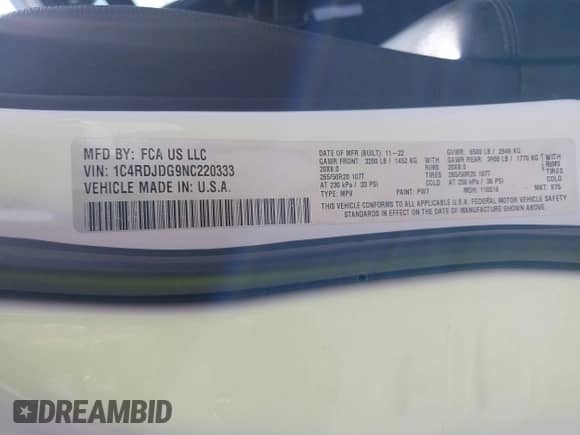 MFD BY: FCA US LLC
VIN: 1C4RDJDG9NC220333
VEHICLE MADE IN U.S.A.
DATE OF MFR (BUILT): 11-22 GVWR: 6500 LB / 2948 KG
GAWR FRONT: 3200 LB / 1452 KG WITH GAWR REAR: 3900 LB / 1770 KG WITH
20X8.0 RIMS 20X8.0 RIMS
265/50R20 107T TIRES 265/50R20 107T TIRES
AT 230 kPa / 33 PSI AT 250 kPa / 36 PSI
TYPE: MPV PAINT: PW7 MDH: MKT:
THIS VEHICLE CONFORMS TO ALL APPLICABLE U.S.A. FEDERAL MOTOR VEHICLE SAFETY
STANDARDS IN EFFECT ON THE DATE OF MANUFACTURE SHOWN ABOVE.
DREAMBID